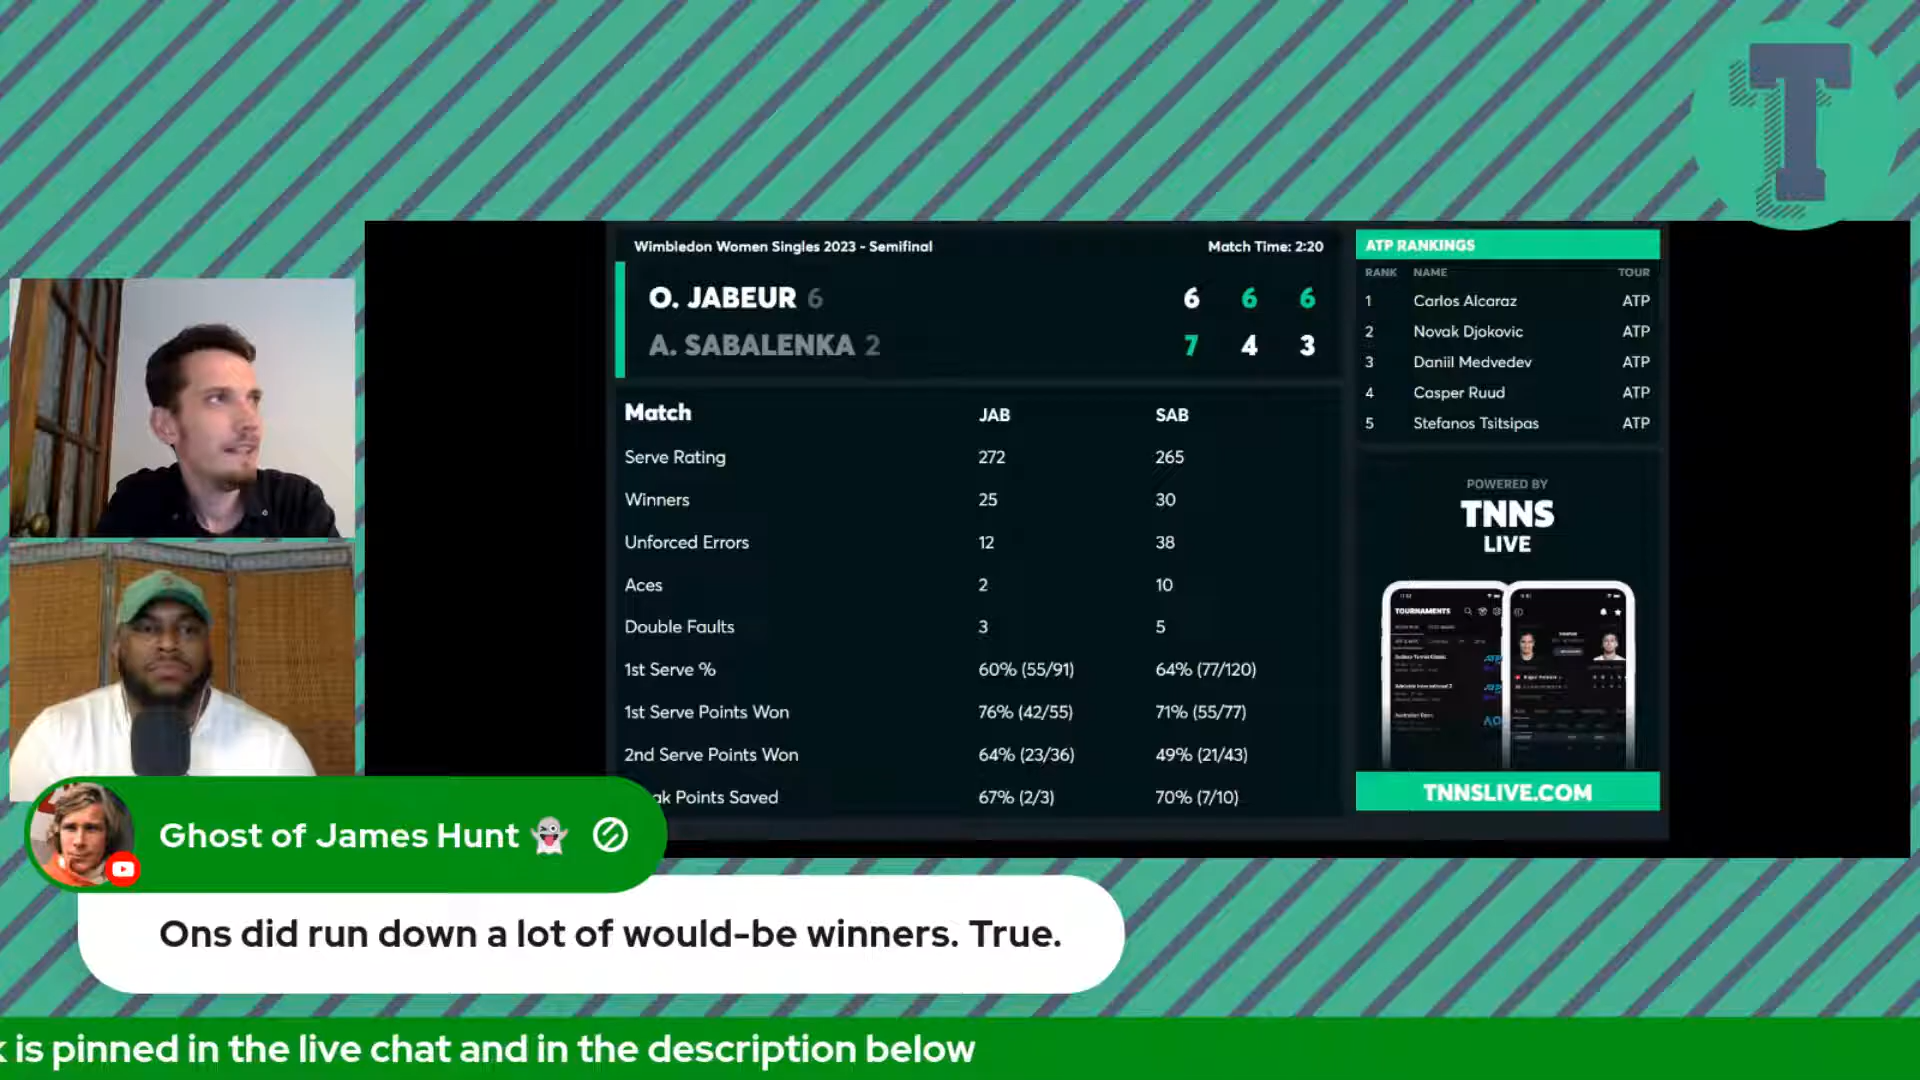 T
Wimbledon Women Singles 2023 - Semifinal Match Time: 2:20
O. JABEUR 6 6 6 6
A. SABALENKA 2 7 4 3
Match JAB SAB
Serve Rating 272 265
Winners 25 30
Unforced Errors 12 38
Aces 2 10
Double Faults 3 5
1st Serve % 60% (55/91) 64% (77/120)
1st Serve Points Won 76% (42/55) 71% (55/77)
2nd Serve Points Won 64% (23/36) 49% (21/43)
ak Points Saved 67% (2/3) 70% (7/10)
ATP RANKINGS
RANK NAME TOUR
1 Carlos Alcaraz ATP
2 Novak Djokovic ATP
3 Daniil Medvedev ATP
4 Casper Ruud ATP
5 Stefanos Tsitsipas ATP
POWERED BY
TNNS
LIVE
TOURNAMENTS
TNNSLIVE.COM
Ghost of James Hunt 👻
Ons did run down a lot of would-be winners. True.
k is pinned in the live chat and in the description below